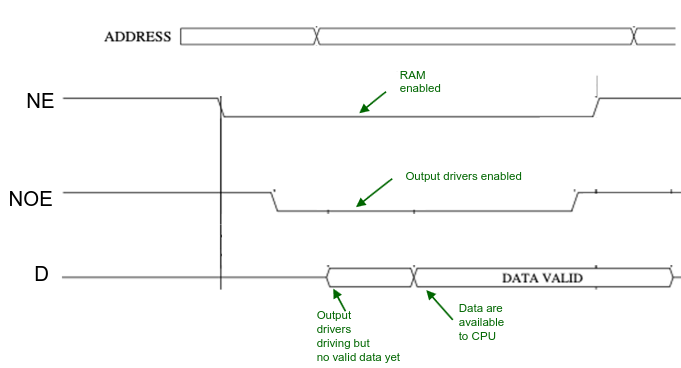 ADDRESS
RAM
enabled
NE
Output drivers enabled
NOE
D
DATA VALID
Output
drivers
driving but
no valid data yet
Data are
available
to CPU